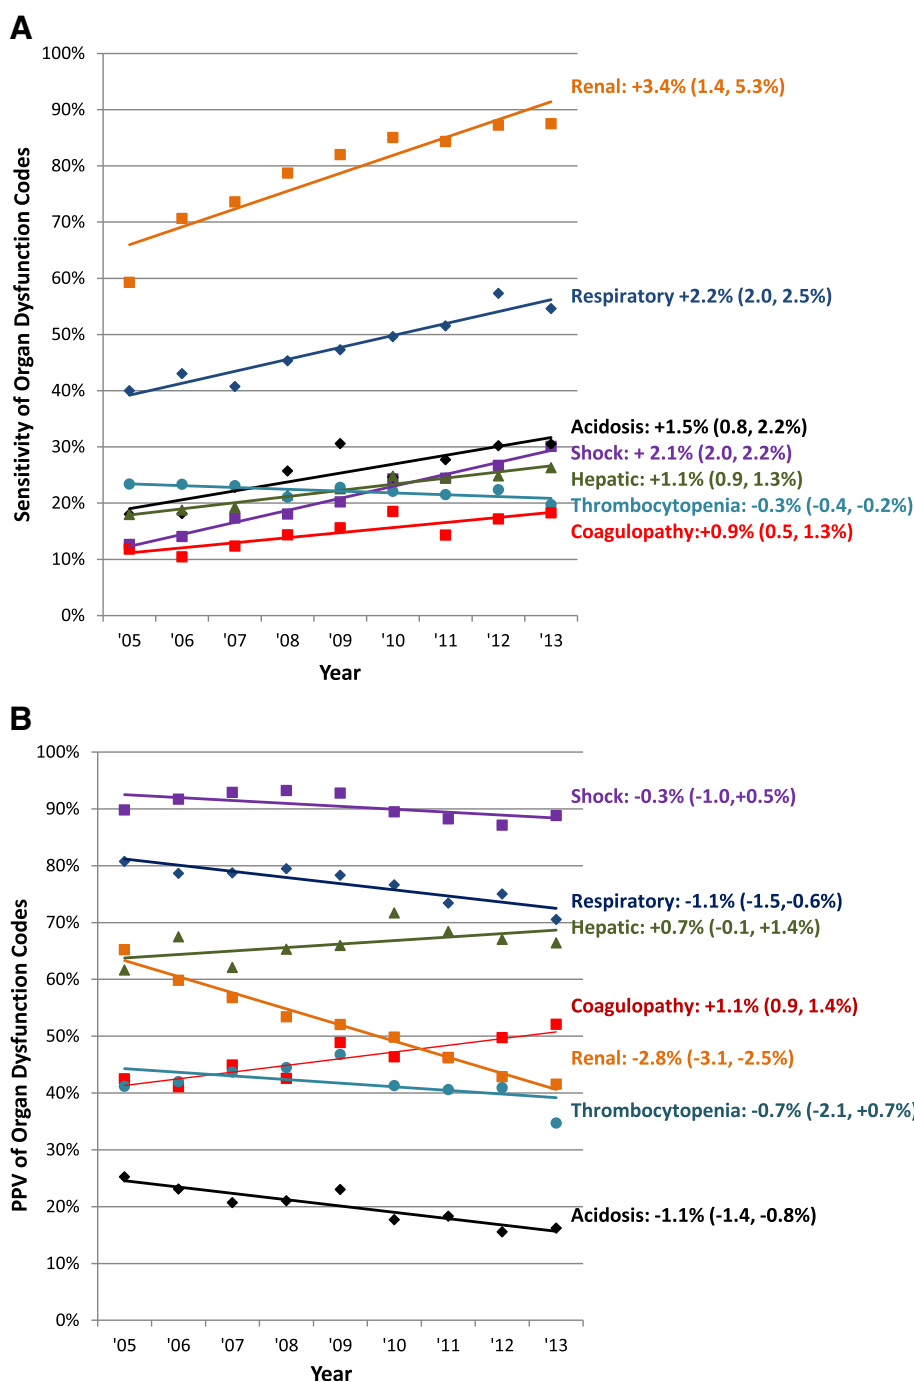 A
100%
90%
80%
70%
60%
50%
40%
30%
20%
10%
0%
Sensitivity of Organ Dysfunction Codes
Renal: +3.4% (1.4, 5.3%)
Respiratory +2.2% (2.0, 2.5%)
Acidosis: +1.5% (0.8, 2.2%)
Shock: + 2.1% (2.0, 2.2%)
Hepatic: +1.1% (0.9, 1.3%)
Thrombocytopenia: -0.3% (-0.4, -0.2%)
Coagulopathy:+0.9% (0.5, 1.3%)
'05 '06 '07 '08 '09 '10 '11 '12 '13
Year
B
100%
90%
80%
70%
60%
50%
40%
30%
20%
10%
0%
PPV of Organ Dysfunction Codes
Shock: -0.3% (-1.0,+0.5%)
Respiratory: -1.1% (-1.5,-0.6%)
Hepatic: +0.7% (-0.1, +1.4%)
Coagulopathy: +1.1% (0.9, 1.4%)
Renal: -2.8% (-3.1, -2.5%)
Thrombocytopenia: -0.7% (-2.1, +0.7%)
Acidosis: -1.1% (-1.4, -0.8%)
'05 '06 '07 '08 '09 '10 '11 '12 '13
Year